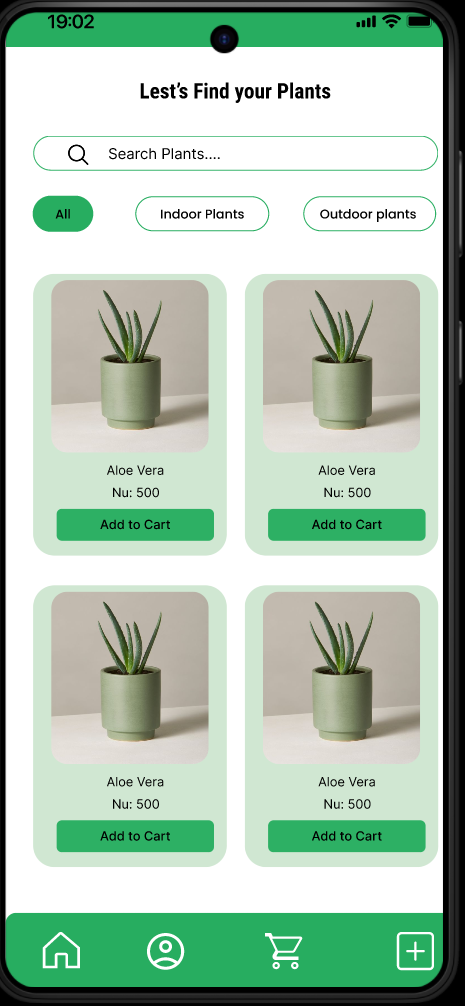 19:02
Lest’s Find your Plants
Search Plants....
All Indoor Plants Outdoor plants
Aloe Vera Aloe Vera
Nu: 500 Nu: 500
Add to Cart Add to Cart
Aloe Vera Aloe Vera
Nu: 500 Nu: 500
Add to Cart Add to Cart